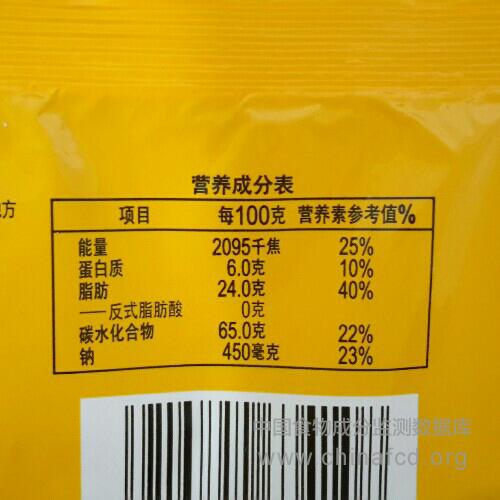 营养成分表
方
项目 每100克 营养素参考值%
能量 2095千焦 25%
蛋白质 6.0克 10%
脂肪 24.0克 40%
——反式脂肪酸 0克
碳水化合物 65.0克 22%
钠 450毫克 23%
中国食物成分监测数据库
www.chinafcd.org